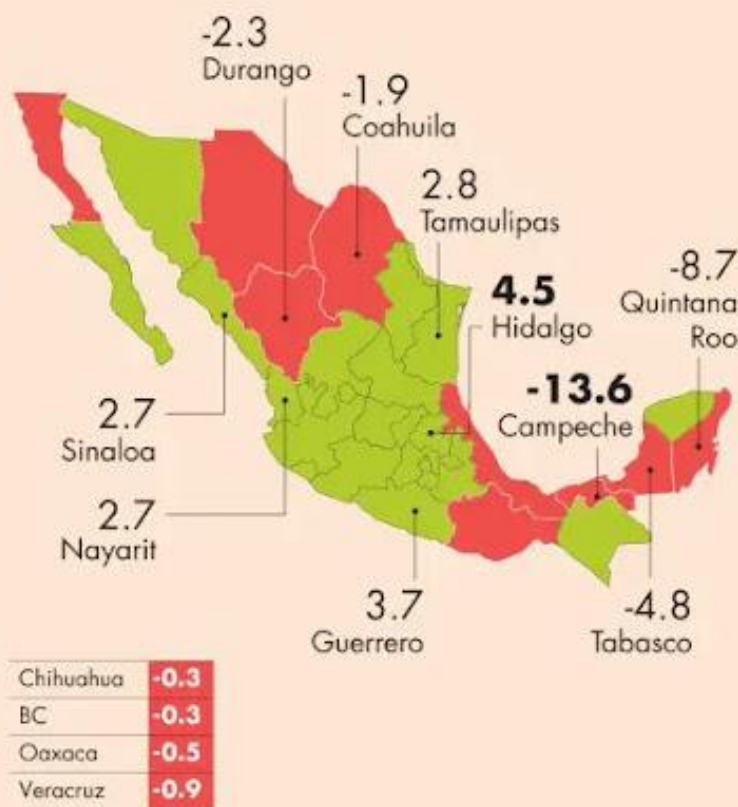 -2.3
Durango
-1.9
Coahuila
2.8
Tamaulipas
-8.7
Quintana
Roo
4.5
Hidalgo
-13.6
Campeche
2.7
Sinaloa
2.7
Nayarit
3.7
Guerrero
-4.8
Tabasco
Chihuahua -0.3
BC -0.3
Oaxaca -0.5
Veracruz -0.9